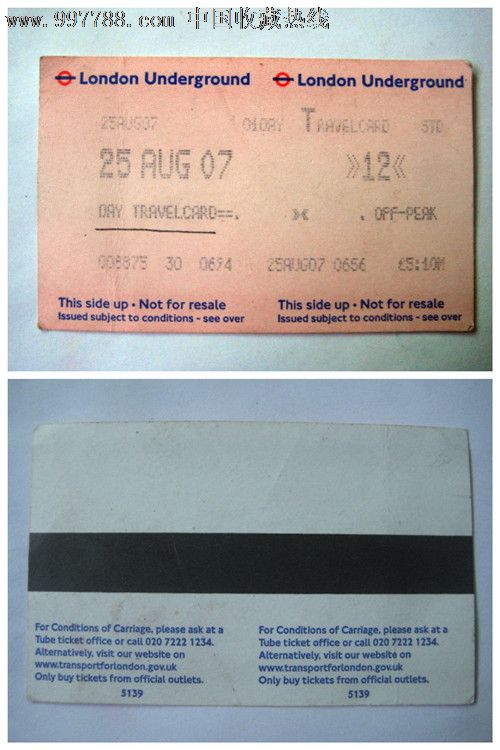 www.997788.com 中国收藏热线
London Underground London Underground
25AUG07 01DAY TRAVELCARD STD
25 AUG 07 »12«
DAY TRAVELCARD==. . OFF-PEAK
30 0694 25AUG07 0656 £5:10M
This side up • Not for resale This side up • Not for resale
Issued subject to conditions - see over Issued subject to conditions - see over
For Conditions of Carriage, please ask at a For Conditions of Carriage, please ask at a
Tube ticket office or call 020 7222 1234. Tube ticket office or call 020 7222 1234.
Alternatively, visit our website on Alternatively, visit our website on
www.transportforlondon.gov.uk www.transportforlondon.gov.uk
Only buy tickets from official outlets. Only buy tickets from official outlets.
5139 5139